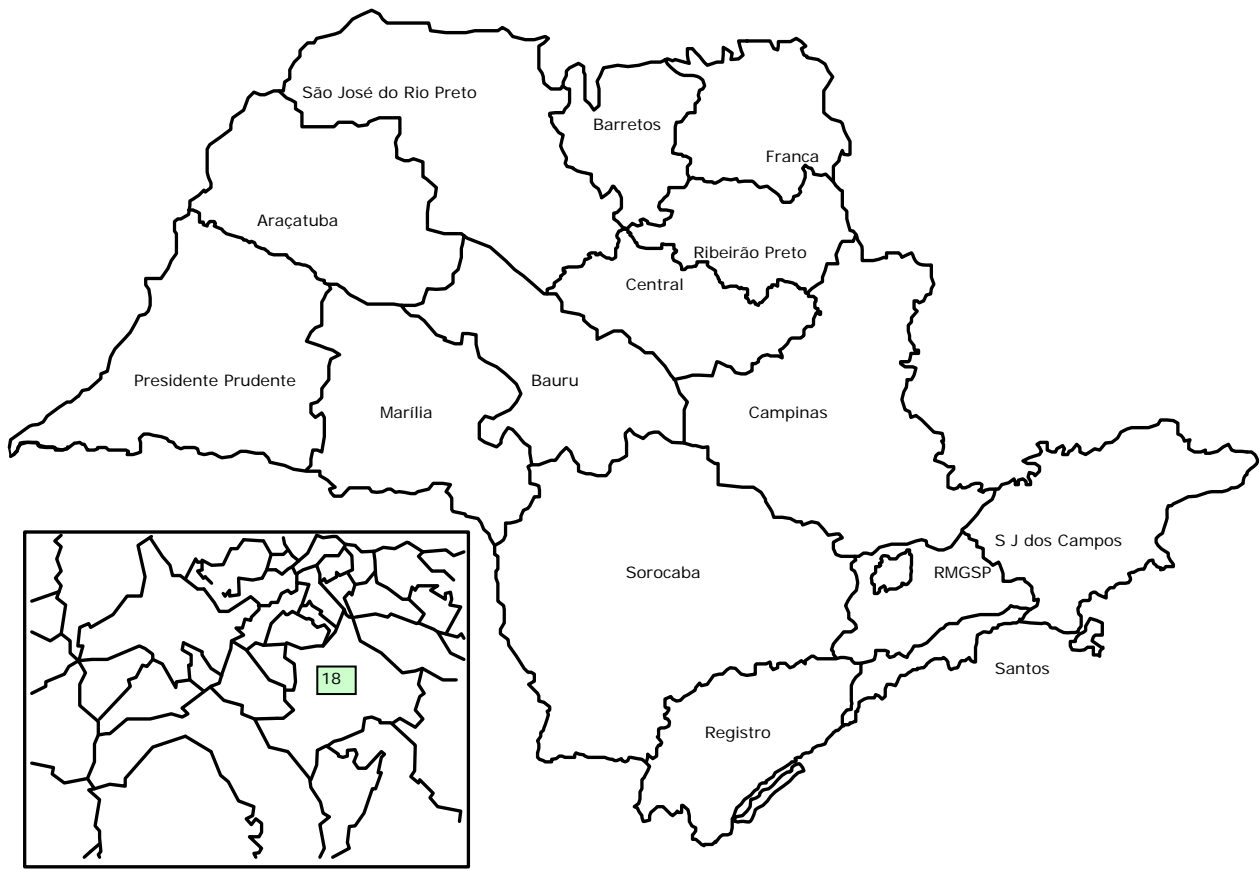 São José do Rio Preto
Barretos
Franca
Araçatuba
Ribeirão Preto
Central
Presidente Prudente
Bauru
Marília
Campinas
S J dos Campos
Sorocaba
RMGSP
Santos
18
Registro